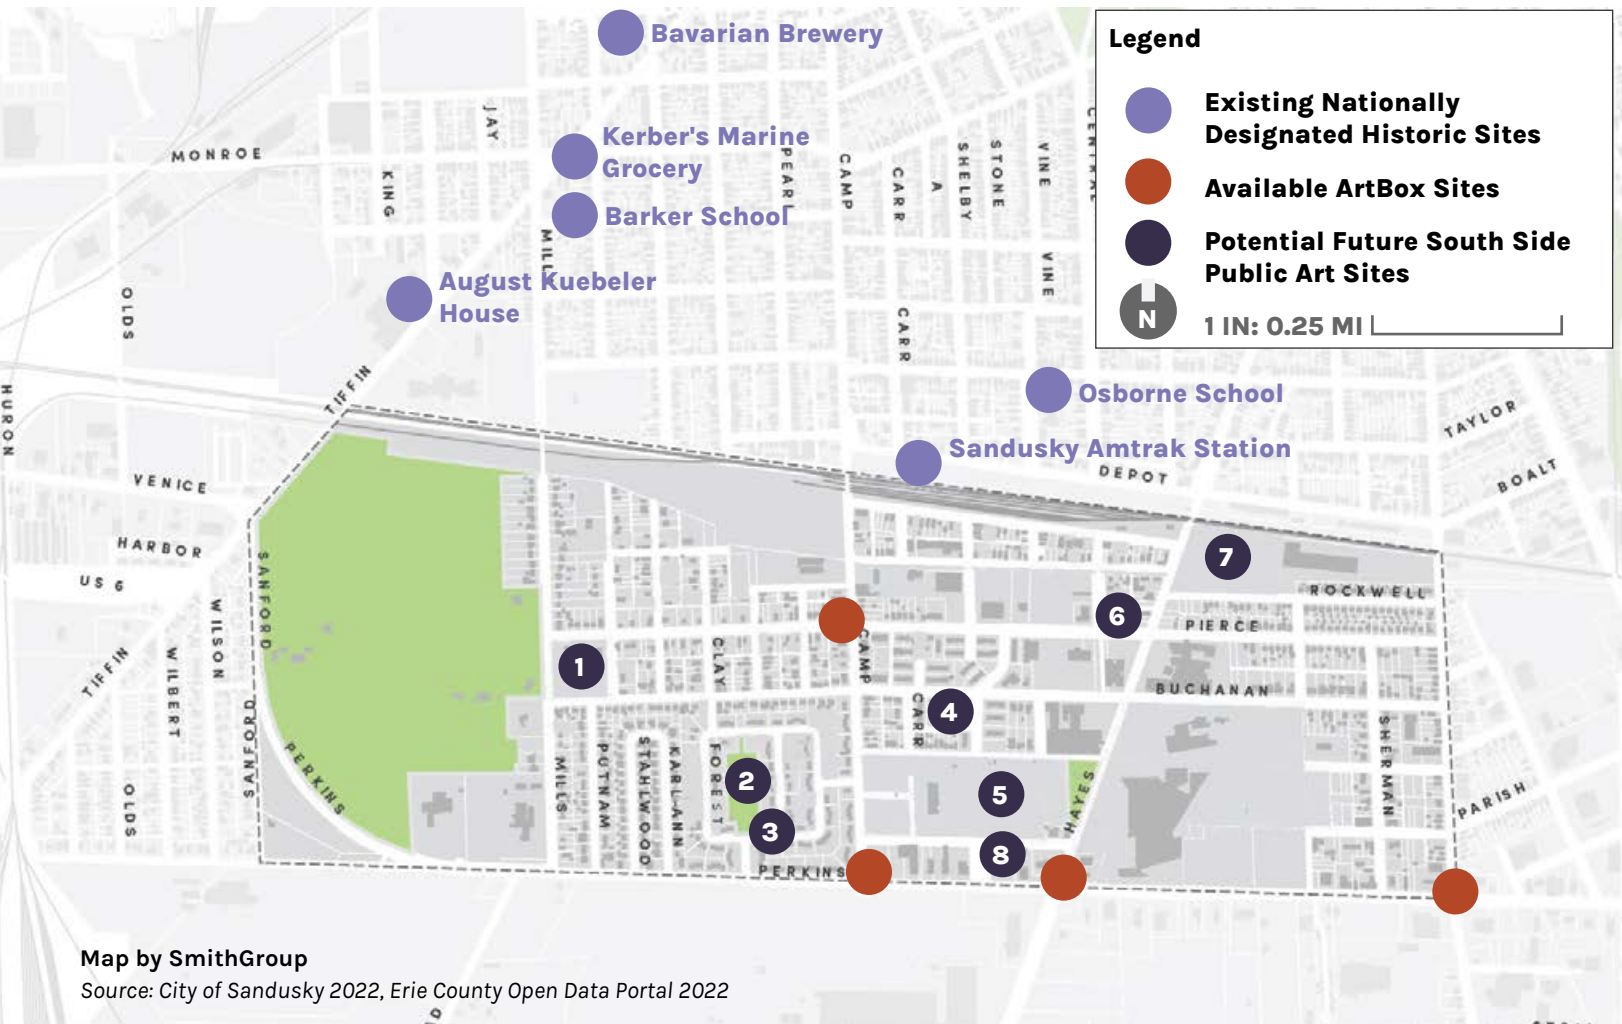 Bavarian Brewery
Legend
Existing Nationally
Designated Historic Sites
Available ArtBox Sites
Potential Future South Side
Public Art Sites
N
1 IN: 0.25 MI
JAY
Kerber's Marine
Grocery
MONROE
KING
PEARL
CAMP
CARR
A
SHELBY
STONE
VINE
CENTRAL
Barker School
MILLS
VINE
August Kuebeler
House
OLDS
CARR
TIFFIN
HURON
Osborne School
TAYLOR
Sandusky Amtrak Station
DEPOT
BOALT
VENICE
HARBOR
US 6
SANFORD
WILSON
WILBERT
TIFFIN
7
ROCKWELL
6
PIERCE
1
CLAY
CAMP
BUCHANAN
CARR
4
SANFORD
PERKINS
OLDS
MILLS
PUTNAM
STAHLWOOD
KARL-ANN
FOREST
2
3
5
HAYES
SHERMAN
PARISH
8
PERKINS
Map by SmithGroup
Source: City of Sandusky 2022, Erie County Open Data Portal 2022